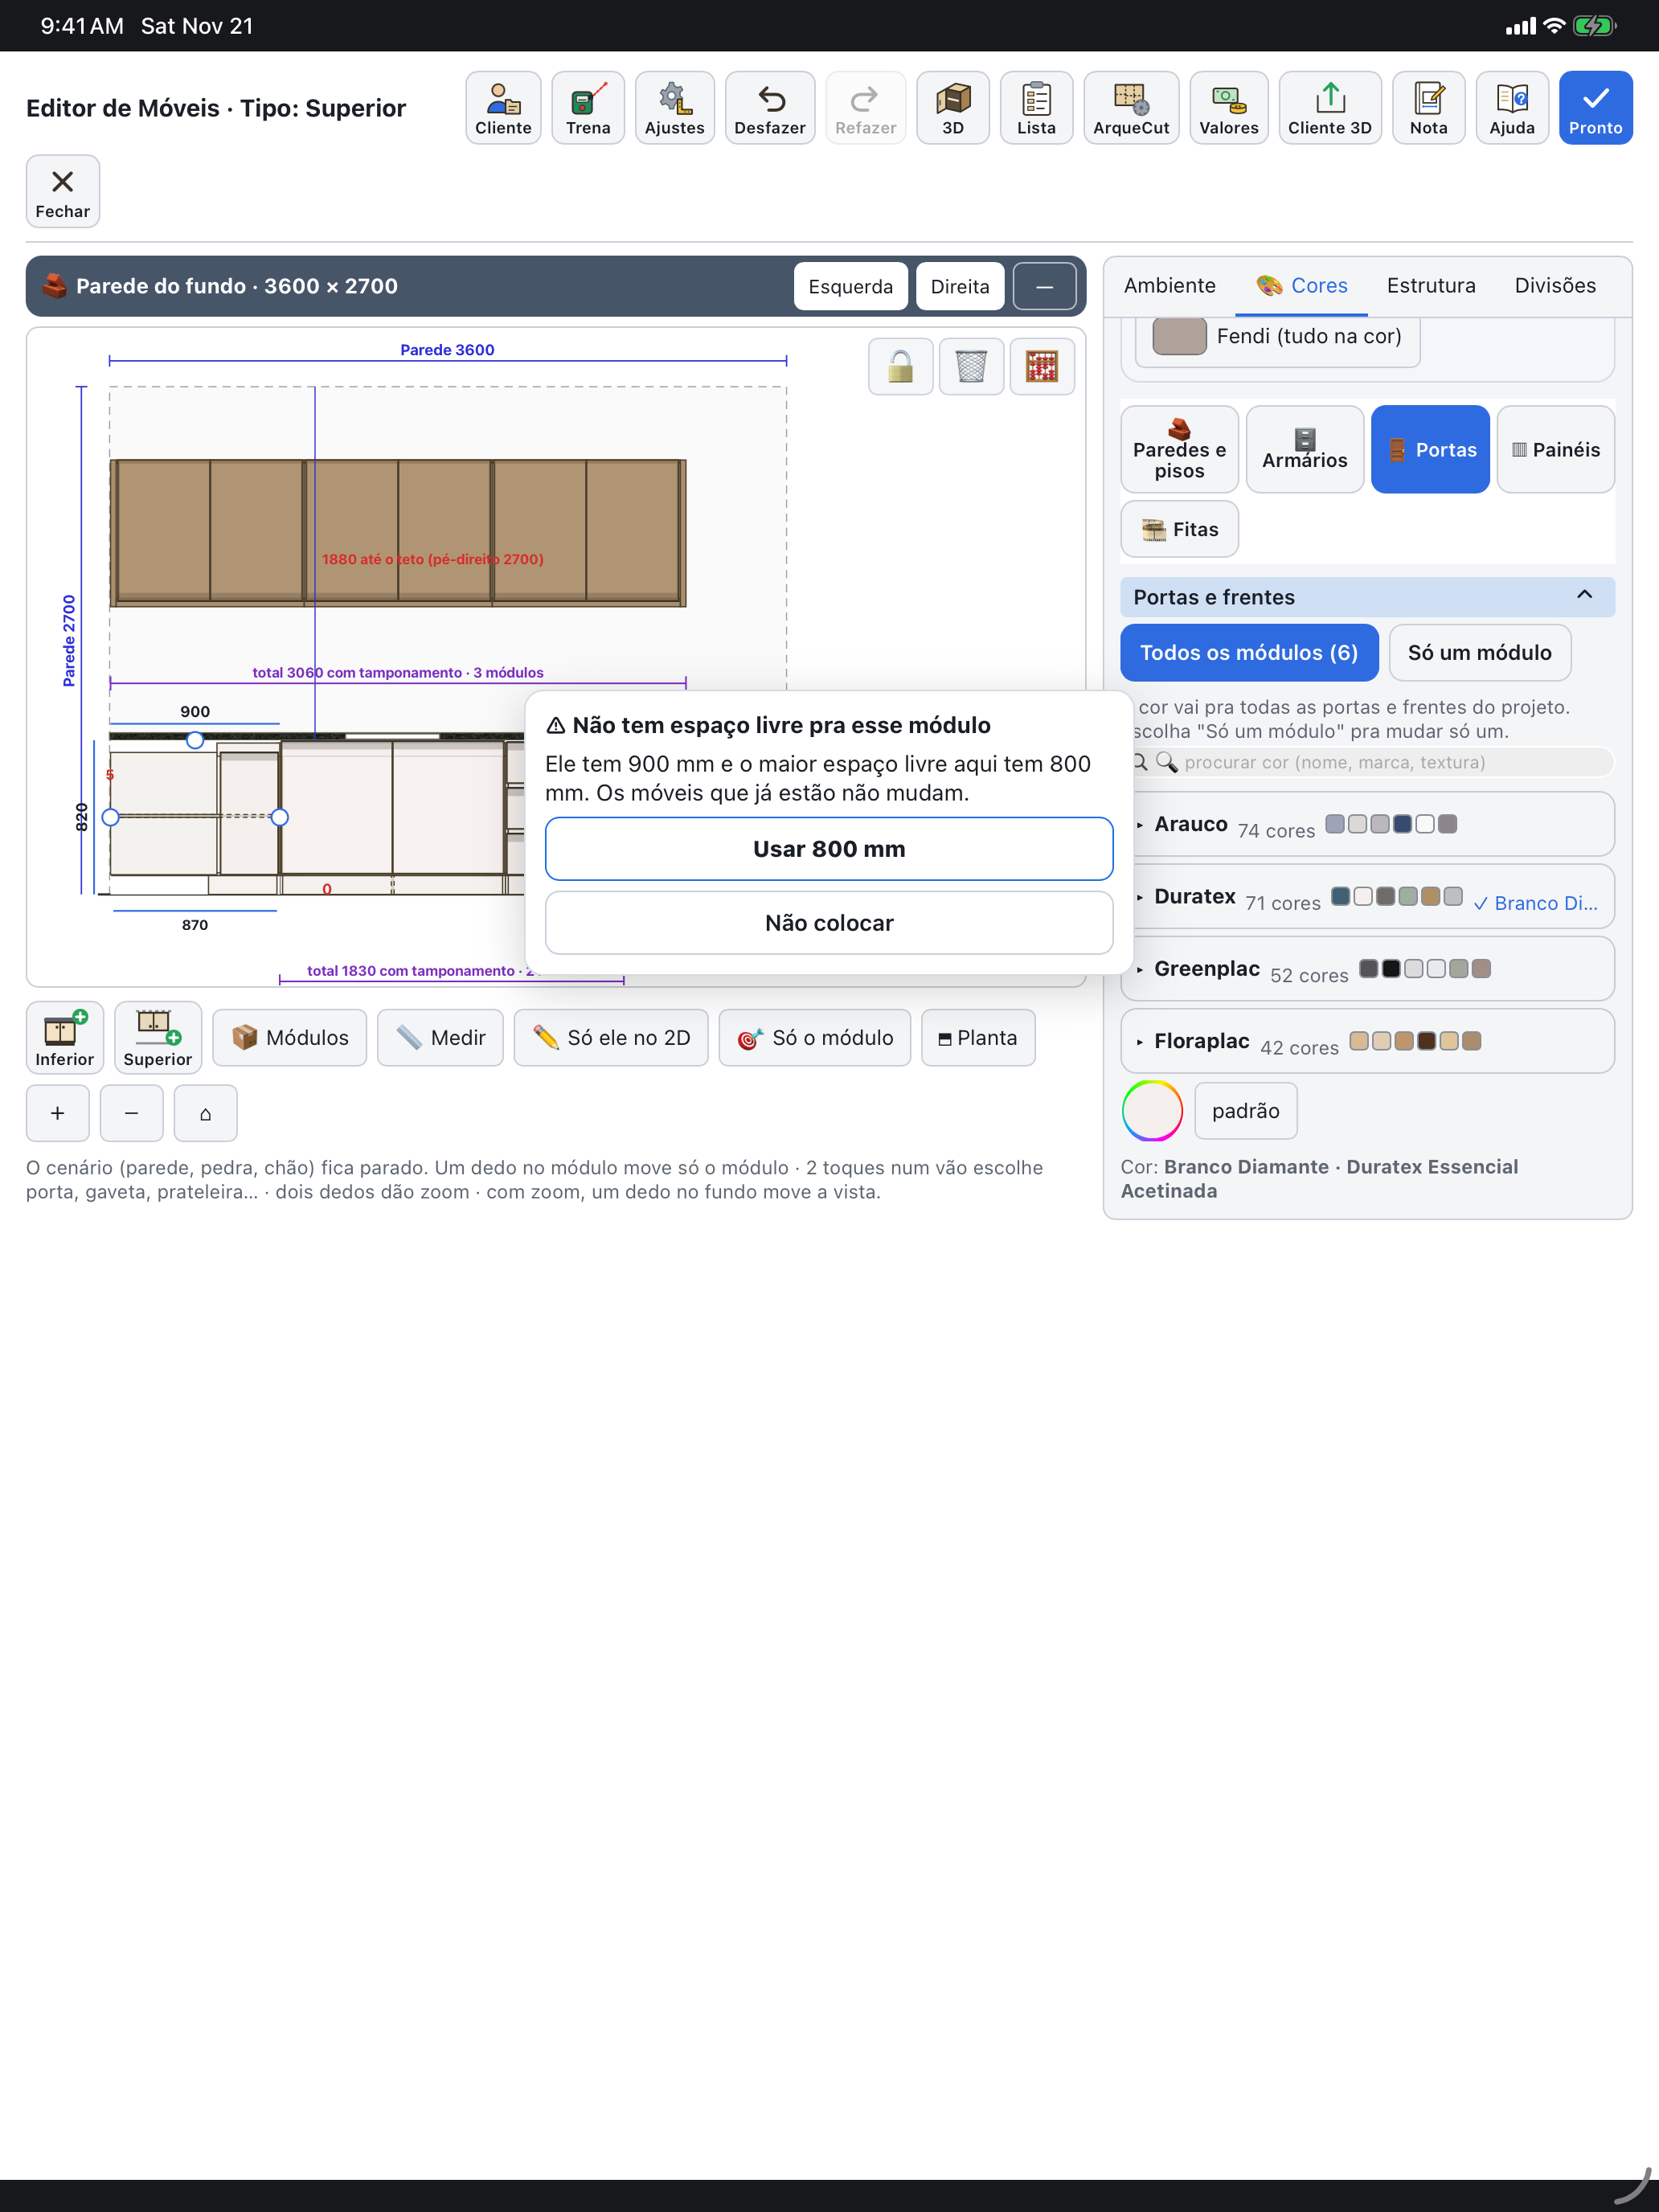 9:41 AM Sat Nov 21
Editor de Móveis · Tipo: Superior
Cliente
Trena
Ajustes
Desfazer
Refazer
3D
Lista
ArqueCut
Valores
Cliente 3D
Nota
Ajuda
Pronto
Fechar
Parede do fundo · 3600 × 2700
Esquerda
Direita
Ambiente
Cores
Estrutura
Divisões
Fendi (tudo na cor)
Parede 3600
Paredes e
pisos
Armários
Portas
Painéis
Fitas
1880 até o teto (pé-direito 2700)
Parede 2700
Portas e frentes
Todos os módulos (6)
Só um módulo
total 3060 com tamponamento · 3 módulos
cor vai pra todas as portas e frentes do projeto.
scolha "Só um módulo" pra mudar só um.
procurar cor (nome, marca, textura)
900
5
820
0
870
total 1830 com tamponamento · 2
Não tem espaço livre pra esse módulo
Ele tem 900 mm e o maior espaço livre aqui tem 800
mm. Os móveis que já estão não mudam.
Usar 800 mm
Não colocar
Arauco 74 cores
Duratex 71 cores ✓ Branco Di...
Greenplac 52 cores
Floraplac 42 cores
padrão
Cor: Branco Diamante · Duratex Essencial
Acetinada
Inferior
Superior
Módulos
Medir
Só ele no 2D
Só o módulo
Planta
+
−
O cenário (parede, pedra, chão) fica parado. Um dedo no módulo move só o módulo · 2 toques num vão escolhe
porta, gaveta, prateleira... · dois dedos dão zoom · com zoom, um dedo no fundo move a vista.